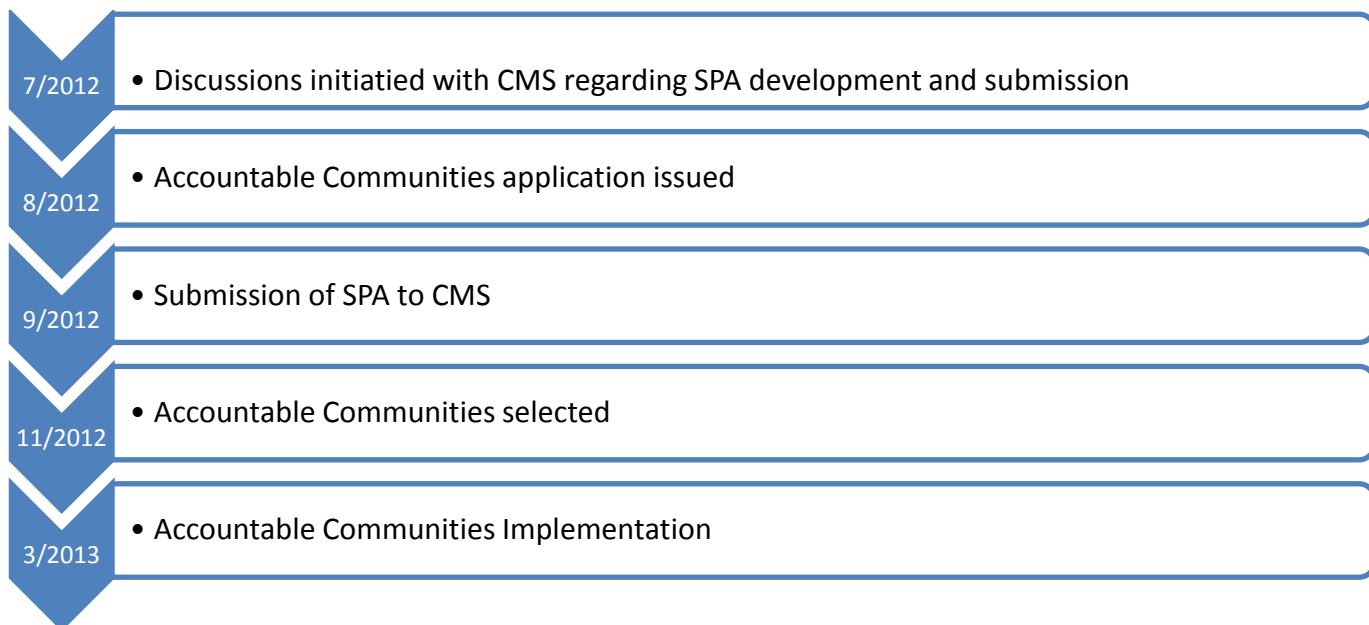 7/2012
• Discussions initiatied with CMS regarding SPA development and submission
8/2012
• Accountable Communities application issued
9/2012
• Submission of SPA to CMS
11/2012
• Accountable Communities selected
3/2013
• Accountable Communities Implementation